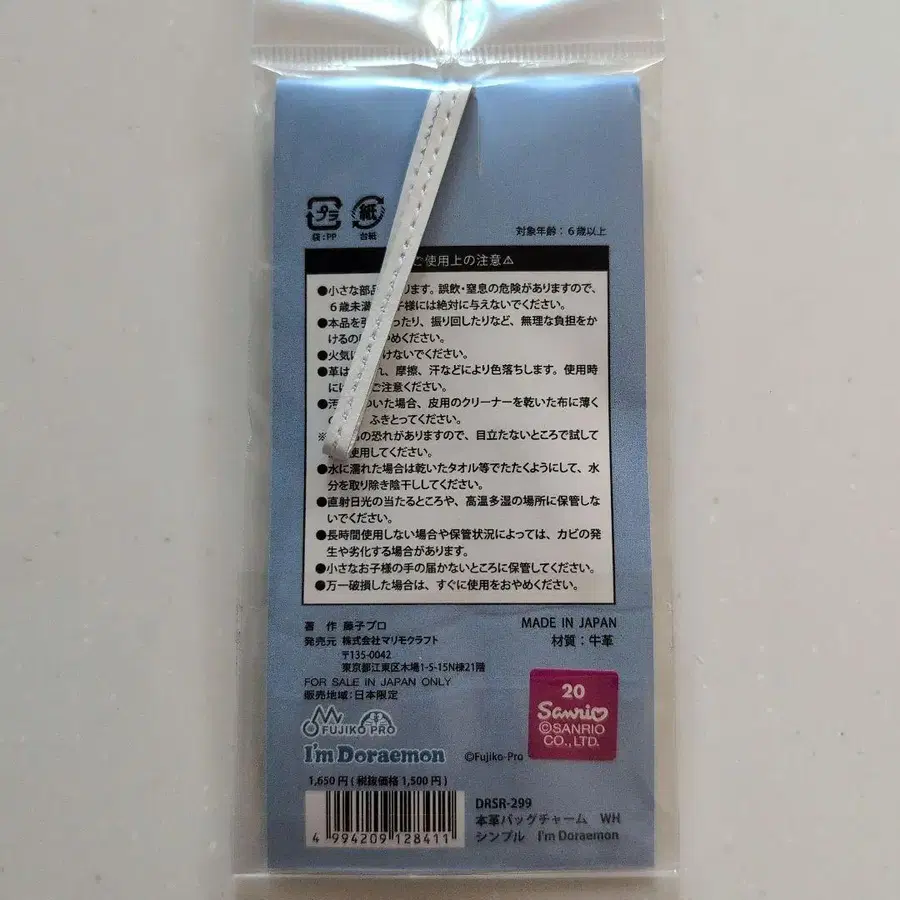 プラ
紙
袋:PP
台紙
対象年齢:6歳以上
ご使用上の注意⚠
●小さな部品 ります。誤飲・窒息の危険がありますので、
6歳未満 子様には絶対に与えないでください。
●本品を引 ったり、振り回したりなど、無理な負担をか
けるの めください。
●火気に けないでください。
●革は れ、摩擦、汗などにより色落ちします。使用時
には ご注意ください。
●汚 ついた場合、皮用のクリーナーを乾いた布に薄く
の ふきとってください。
※ の恐れがありますので、目立たないところで試して
使用してください。
●水に濡れた場合は乾いたタオル等でたたくようにして、水
分を取り除き陰干ししてください。
●直射日光の当たるところや、高温多湿の場所に保管しな
いでください。
●長時間使用しない場合や保管状況によっては、カビの発
生や劣化する場合があります。
●小さなお子様の手の届かないところに保管してください。
●万一破損した場合は、すぐに使用をおやめください。
著 作 藤子プロ
MADE IN JAPAN
発売元 株式会社マリモクラフト
材質:牛革
〒135-0042
東京都江東区木場1-5-15N棟21階
FOR SALE IN JAPAN ONLY
販売地域:日本限定
20
Sanrio
©SANRIO
CO., LTD.
FUJIKO PRO
I'm Doraemon
©Fujiko-Pro
1,650円(税抜価格1,500円)
DRSR-299
本革バッグチャーム WH
シンプル I'm Doraemon
4 994209 128411